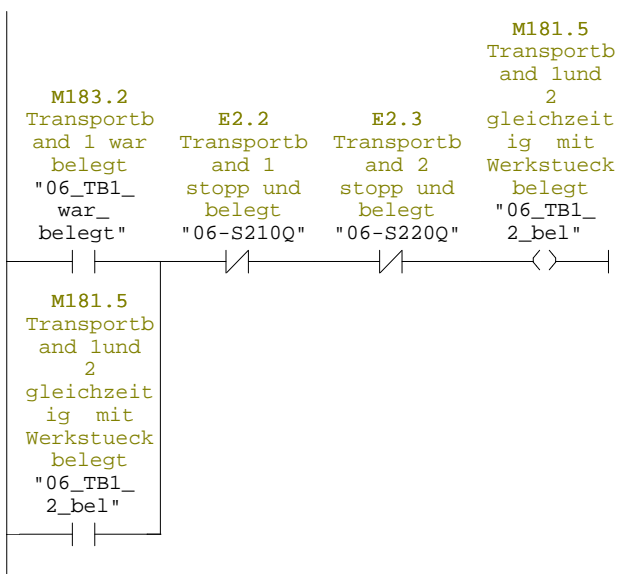 M183.2
Transportb
and 1 war
belegt
"06_TB1_
war_
belegt"
E2.2
Transportb
and 1
stopp und
belegt
"06-S210Q"
E2.3
Transportb
and 2
stopp und
belegt
"06-S220Q"
M181.5
Transportb
and 1und
2
gleichzeit
ig  mit
Werkstueck
belegt
"06_TB1_
2_bel"
M181.5
Transportb
and 1und
2
gleichzeit
ig  mit
Werkstueck
belegt
"06_TB1_
2_bel"